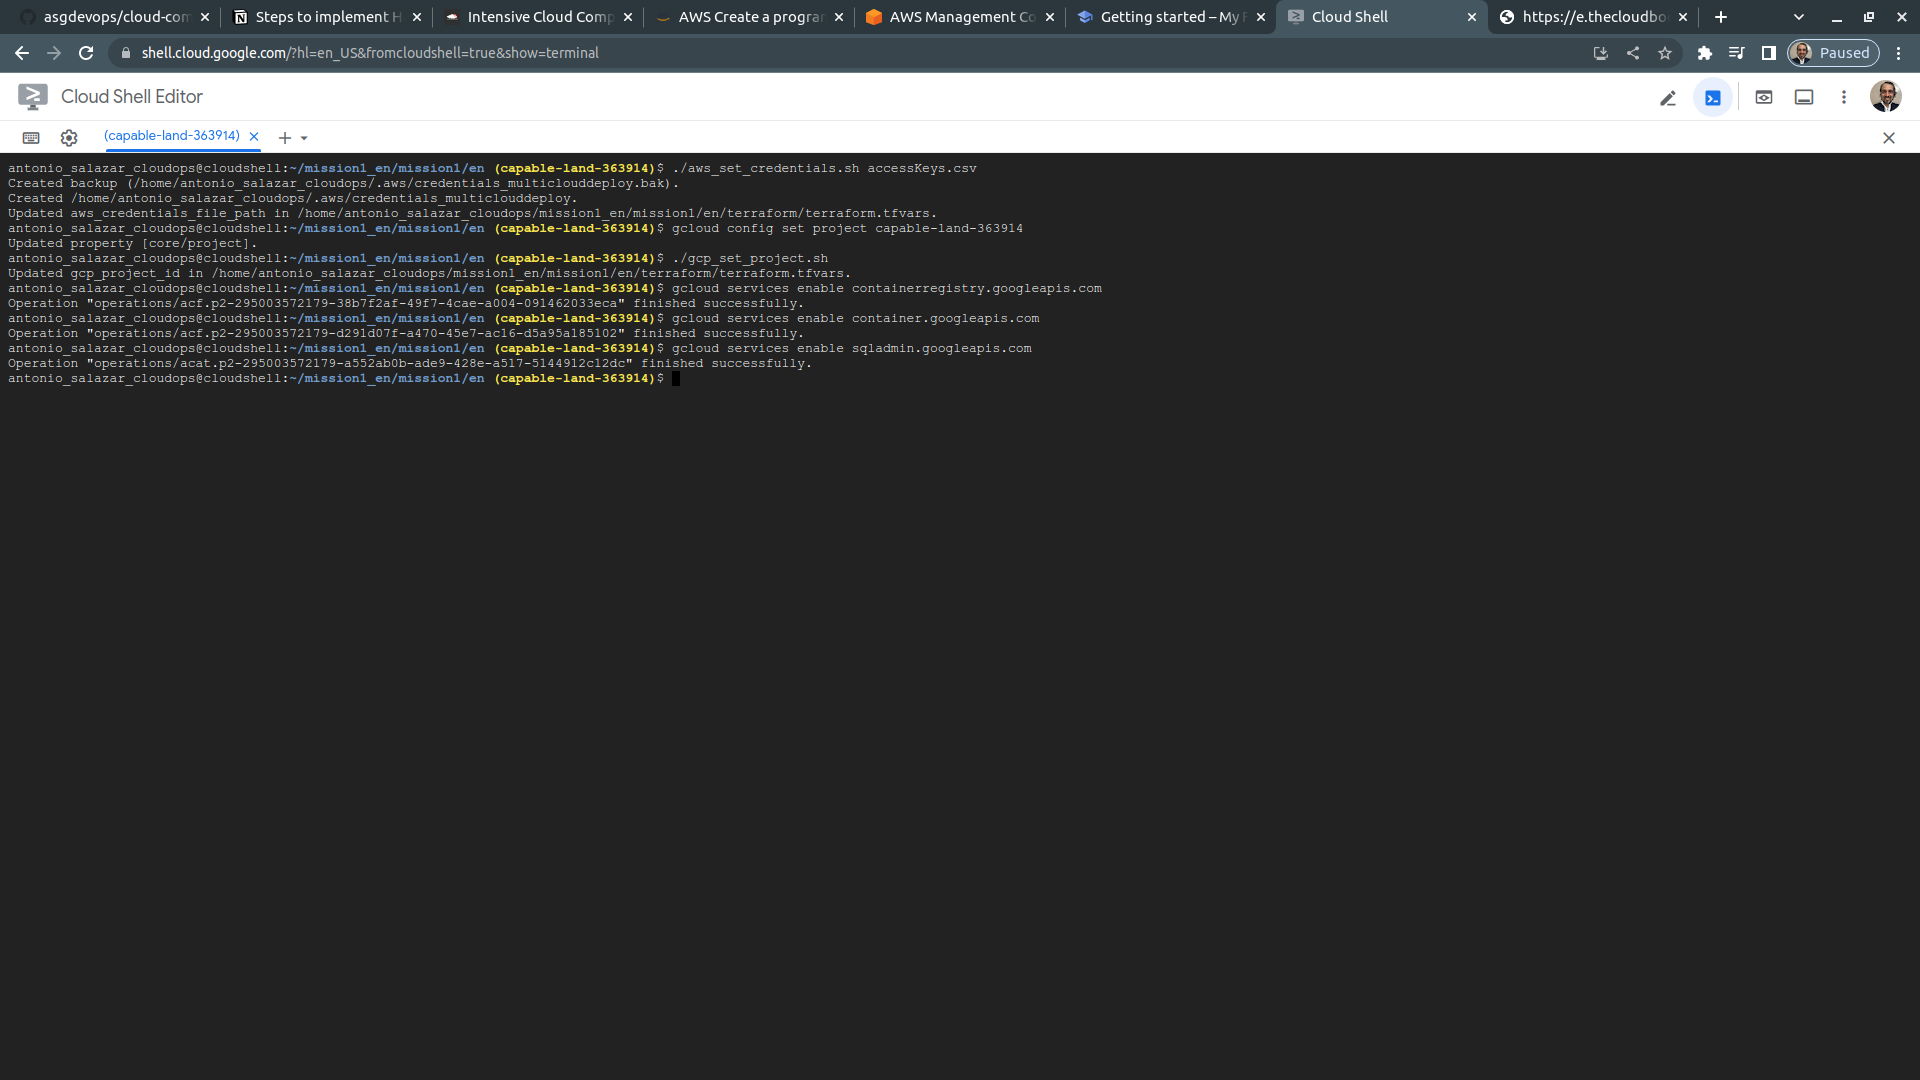 asgdevops/cloud-com
Steps to implement H
Intensive Cloud Comp
AWS Create a program
AWS Management Co
Getting started – My F
Cloud Shell
https://e.thecloudbo
shell.cloud.google.com/?hl=en_US&fromcloudshell=true&show=terminal
Paused
Cloud Shell Editor
(capable-land-363914)
antonio_salazar_cloudops@cloudshell:~/mission1_en/mission1/en (capable-land-363914)$ ./aws_set_credentials.sh accessKeys.csv
Created backup (/home/antonio_salazar_cloudops/.aws/credentials_multiclouddeploy.bak).
Created /home/antonio_salazar_cloudops/.aws/credentials_multiclouddeploy.
Updated aws_credentials_file_path in /home/antonio_salazar_cloudops/mission1_en/mission1/en/terraform/terraform.tfvars.
antonio_salazar_cloudops@cloudshell:~/mission1_en/mission1/en (capable-land-363914)$ gcloud config set project capable-land-363914
Updated property [core/project].
antonio_salazar_cloudops@cloudshell:~/mission1_en/mission1/en (capable-land-363914)$ ./gcp_set_project.sh
Updated gcp_project_id in /home/antonio_salazar_cloudops/mission1_en/mission1/en/terraform/terraform.tfvars.
antonio_salazar_cloudops@cloudshell:~/mission1_en/mission1/en (capable-land-363914)$ gcloud services enable containerregistry.googleapis.com
Operation "operations/acf.p2-295003572179-38b7f2af-49f7-4cae-a004-091462033eca" finished successfully.
antonio_salazar_cloudops@cloudshell:~/mission1_en/mission1/en (capable-land-363914)$ gcloud services enable container.googleapis.com
Operation "operations/acf.p2-295003572179-d291d07f-a470-45e7-ac16-d5a95a185102" finished successfully.
antonio_salazar_cloudops@cloudshell:~/mission1_en/mission1/en (capable-land-363914)$ gcloud services enable sqladmin.googleapis.com
Operation "operations/acat.p2-295003572179-a552ab0b-ade9-428e-a517-5144912c12dc" finished successfully.
antonio_salazar_cloudops@cloudshell:~/mission1_en/mission1/en (capable-land-363914)$